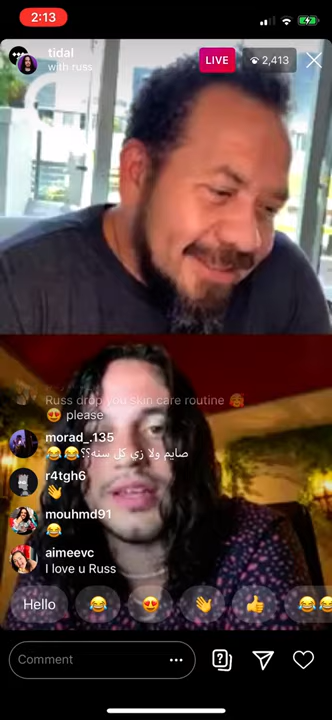 2:13
tidal
with russ
LIVE
2,413
Russ drop you skin care routine 🥰
😍 please
morad_.135
😂😂صايم ولا زي كل سنه؟؟
r4tgh6
👋
mouhmd91
😂
aimeevc
I love u Russ
Hello 😂 😍 👋 👍 😂😂
Comment